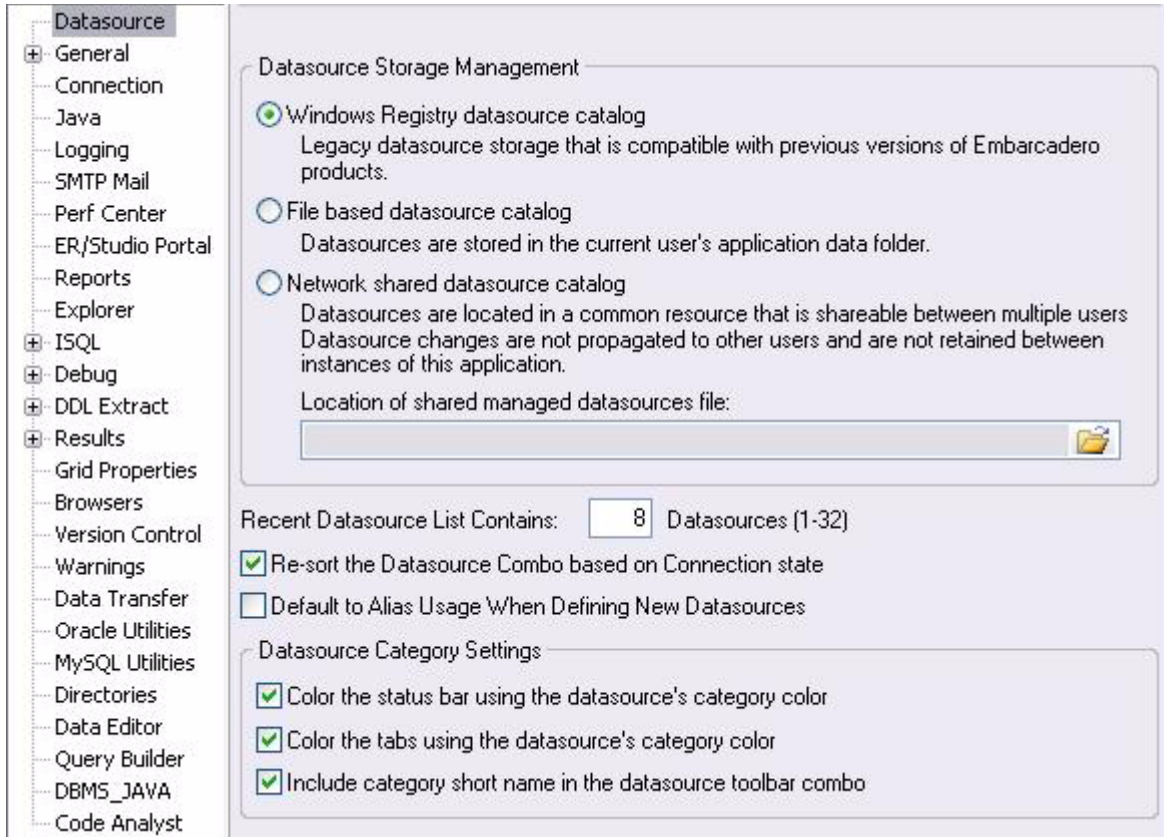 Datasource
General
Connection
Java
Logging
SMTP Mail
Perf Center
ER/Studio Portal
Reports
Explorer
ISQL
Debug
DDL Extract
Results
Grid Properties
Browsers
Version Control
Warnings
Data Transfer
Oracle Utilities
MySQL Utilities
Directories
Data Editor
Query Builder
DBMS_JAVA
Code Analyst
Datasource Storage Management
Windows Registry datasource catalog
Legacy datasource storage that is compatible with previous versions of Embarcadero
products.
File based datasource catalog
Datasources are stored in the current user's application data folder.
Network shared datasource catalog
Datasources are located in a common resource that is shareable between multiple users
Datasource changes are not propagated to other users and are not retained between
instances of this application.
Location of shared managed datasources file:
Recent Datasource List Contains: 8 Datasources (1-32)
Re-sort the Datasource Combo based on Connection state
Default to Alias Usage When Defining New Datasources
Datasource Category Settings
Color the status bar using the datasource's category color
Color the tabs using the datasource's category color
Include category short name in the datasource toolbar combo